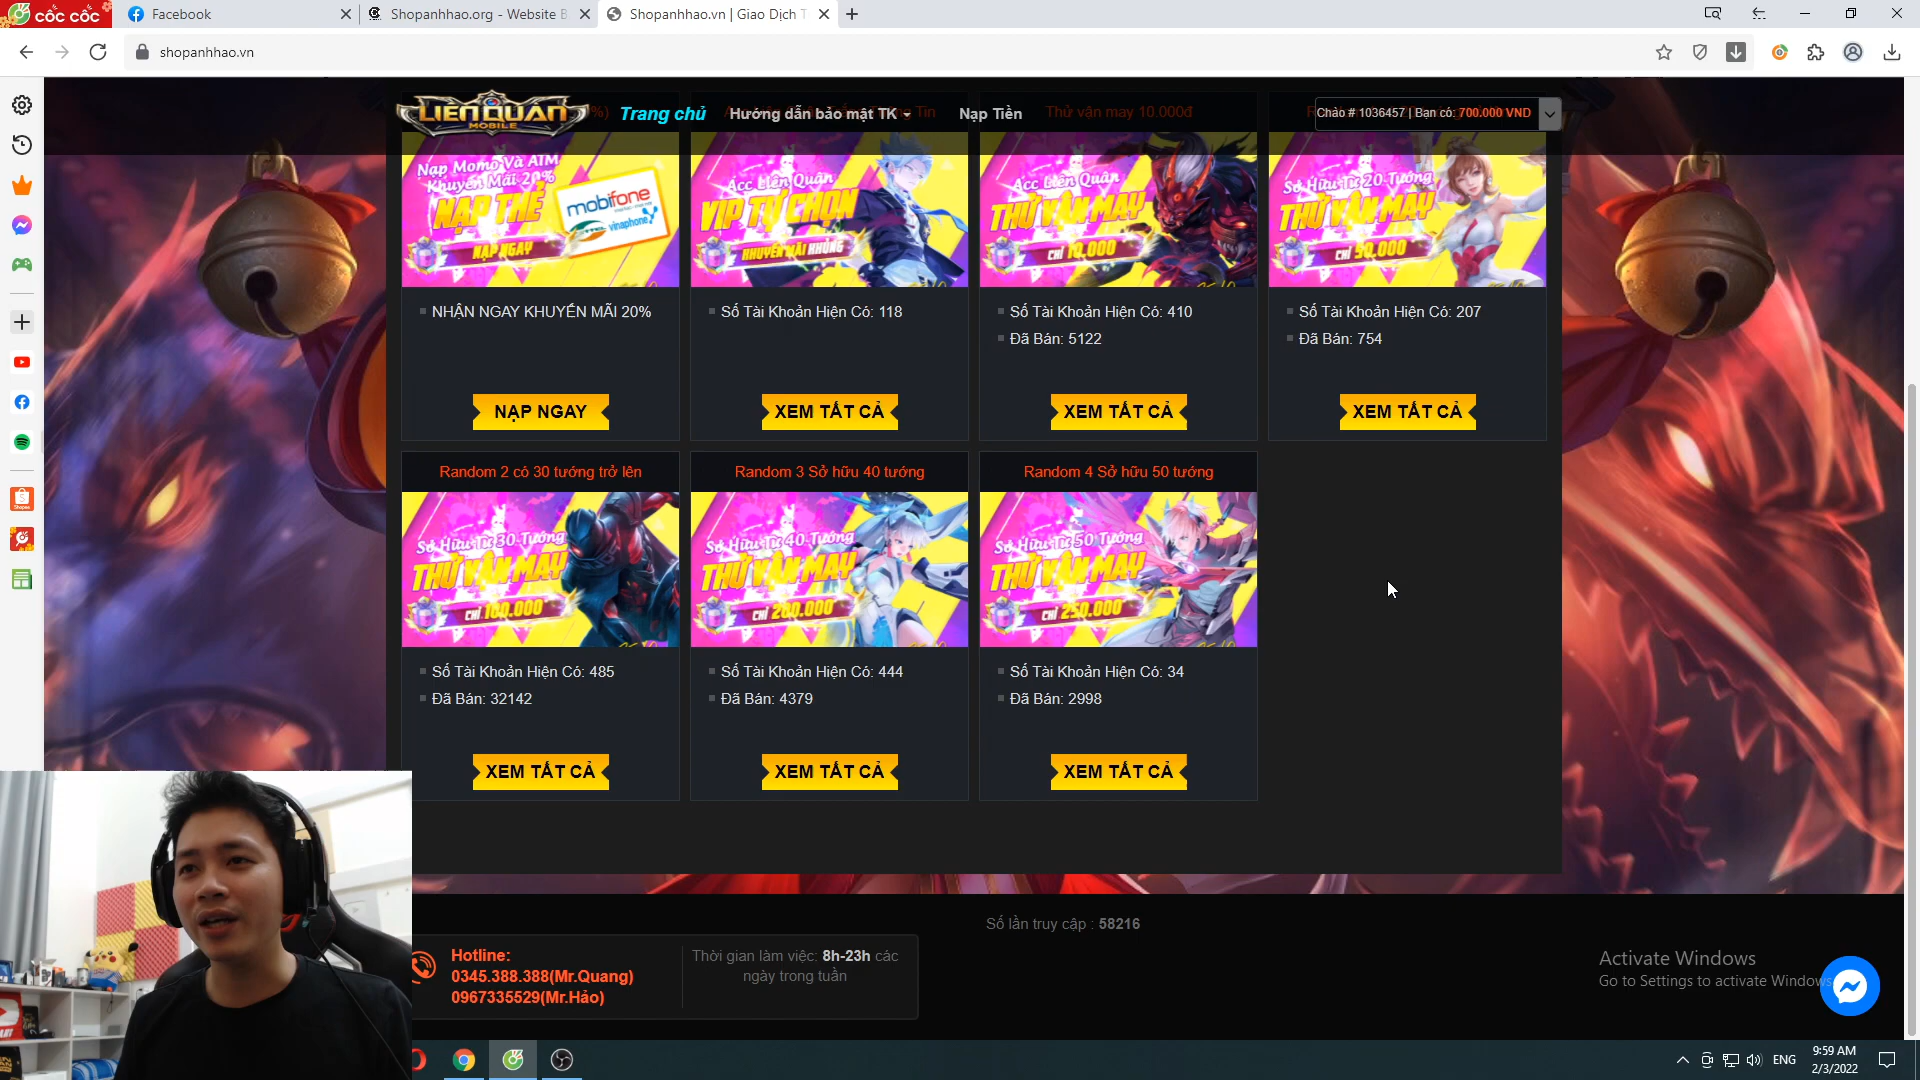 cốc cốc
Facebook
Shopanhhao.org - Website B
Shopanhhao.vn | Giao Dịch T
shopanhhao.vn
LIÊN QUÂN
MOBILE
Trang chủ
Hướng dẫn bảo mật TK
Nạp Tiền
Thử vận may 10.000đ
Chào # 1036457 | Bạn có: 700.000 VND
Nạp Momo Và ATM
Khuyến Mãi 20%
NẠP THẺ
NẠP NGAY
mobifone
vinaphone
Acc Liên Quân
VIP TỰ CHỌN
KHUYẾN MÃI KHỦNG
Acc Liên Quân
THỬ VẬN MAY
CHỈ 10.000
Sở Hữu Từ 20 Tướng
THỬ VẬN MAY
CHỈ 50.000
NHẬN NGAY KHUYẾN MÃI 20%
Số Tài Khoản Hiện Có: 118
Số Tài Khoản Hiện Có: 410
Đã Bán: 5122
Số Tài Khoản Hiện Có: 207
Đã Bán: 754
NẠP NGAY
XEM TẤT CẢ
XEM TẤT CẢ
XEM TẤT CẢ
Random 2 có 30 tướng trở lên
Random 3 Sở hữu 40 tướng
Random 4 Sở hữu 50 tướng
Sở Hữu Từ 30 Tướng
THỬ VẬN MAY
CHỈ 100.000
Sở Hữu Từ 40 Tướng
THỬ VẬN MAY
CHỈ 200.000
Sở Hữu Từ 50 Tướng
THỬ VẬN MAY
CHỈ 250.000
Số Tài Khoản Hiện Có: 485
Đã Bán: 32142
Số Tài Khoản Hiện Có: 444
Đã Bán: 4379
Số Tài Khoản Hiện Có: 34
Đã Bán: 2998
XEM TẤT CẢ
XEM TẤT CẢ
XEM TẤT CẢ
Số lần truy cập : 58216
Hotline:
0345.388.388(Mr.Quang)
0967335529(Mr.Hảo)
Thời gian làm việc: 8h-23h các
ngày trong tuần
Activate Windows
Go to Settings to activate Windows
ENG
9:59 AM
2/3/2022